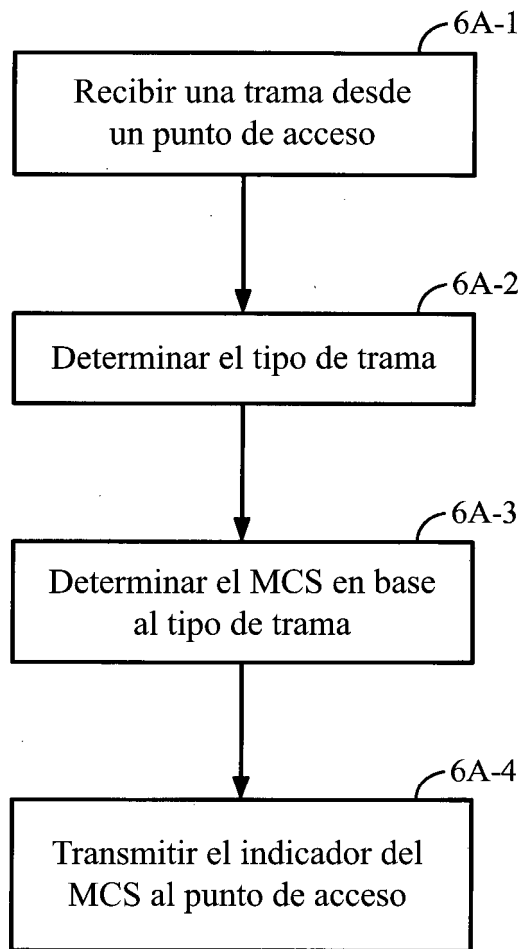 6A-1
Recibir una trama desde
un punto de acceso
6A-2
Determinar el tipo de trama
6A-3
Determinar el MCS en base
al tipo de trama
6A-4
Transmitir el indicador del
MCS al punto de acceso